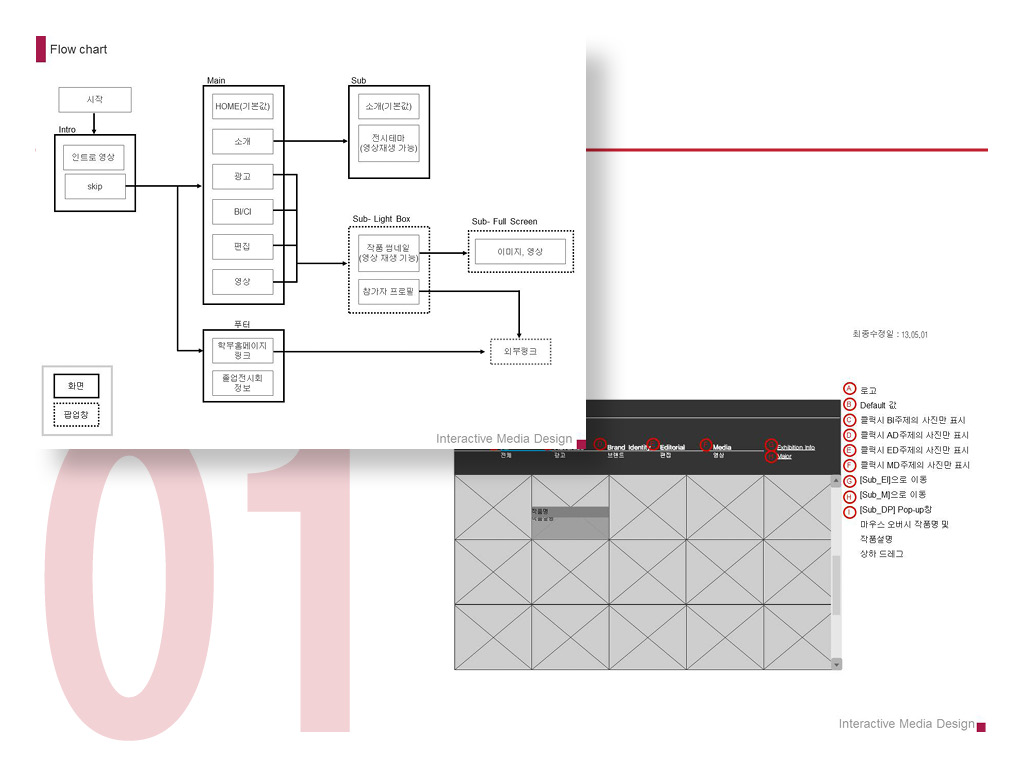 Flow chart
Main
Sub
시작
HOME(기본값)
소개(기본값)
Intro
소개
전시테마
(영상재생 가능)
인트로 영상
skip
광고
BI/CI
편집
영상
Sub- Light Box
Sub- Full Screen
작품 썸네일
(영상 재생 가능)
이미지, 영상
참가자 프로필
푸터
학부홈페이지
링크
외부링크
졸업전시회
정보
화면
팝업창
Interactive Media Design
최종수정일 : 13.05.01
A 로고
B Default 값
C 클릭시 BI주제의 사진만 표시
D 클릭시 AD주제의 사진만 표시
E 클릭시 ED주제의 사진만 표시
F 클릭시 MD주제의 사진만 표시
G [Sub_EI]으로 이동
H [Sub_M]으로 이동
I [Sub_DP] Pop-up창
마우스 오버시 작품명 및
작품설명
상하 드레그
Brand Identity
Editorial
Media
Exhibition Info
전체
광고
브랜드
편집
영상
Major
작품명
작품설명
01
Interactive Media Design